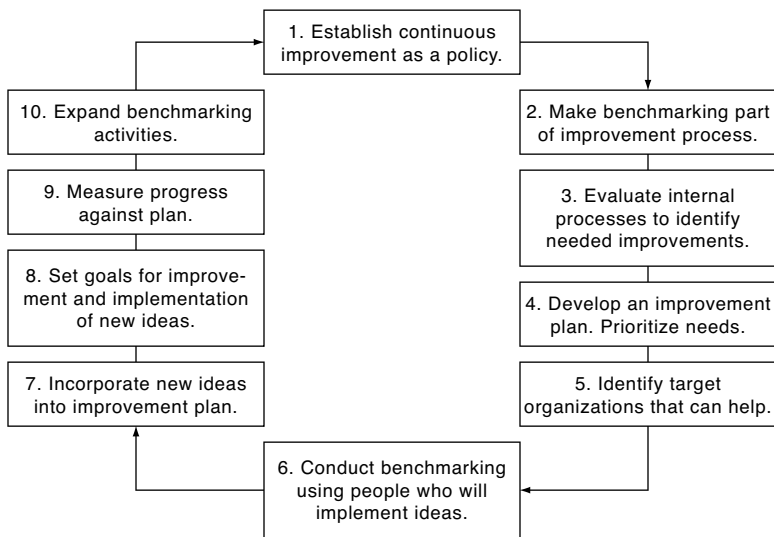 1. Establish continuous
improvement as a policy.
2. Make benchmarking part
of improvement process.
3. Evaluate internal
processes to identify
needed improvements.
4. Develop an improvement
plan. Prioritize needs.
5. Identify target
organizations that can help.
6. Conduct benchmarking
using people who will
implement ideas.
7. Incorporate new ideas
into improvement plan.
8. Set goals for improve-
ment and implementation
of new ideas.
9. Measure progress
against plan.
10. Expand benchmarking
activities.